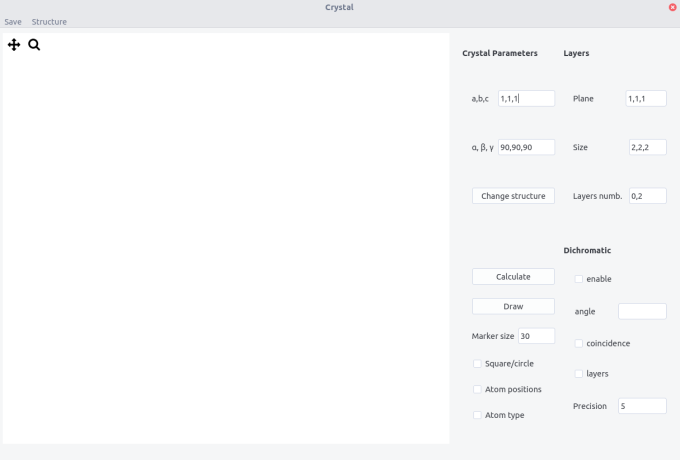 Crystal
Save Structure
Crystal Parameters Layers
a,b,c 1,1,1 Plane 1,1,1
α, β, γ 90,90,90 Size 2,2,2
Change structure Layers numb. 0,2
Dichromatic
Calculate enable
Draw angle
Marker size 30
Square/circle coincidence
Atom positions layers
Atom type Precision 5